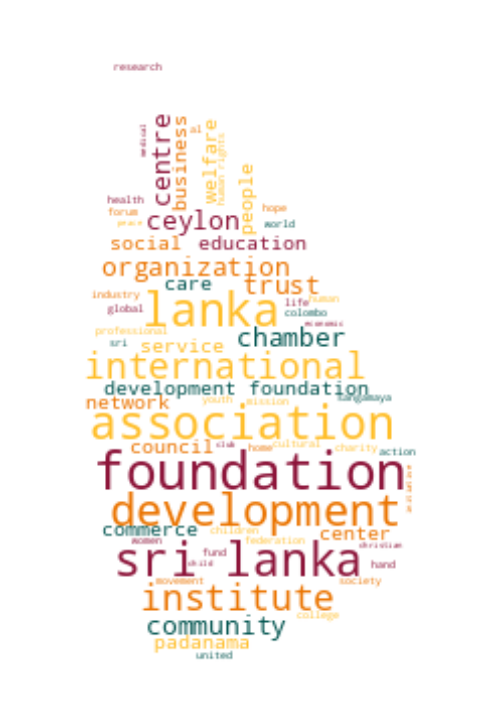 research
medical
centre
business
al
welfare
human rights
people
health
hope
forum
peace
ceylon
world
social
education
organization
care
trust
industry
lanka
life
human
global
colombo
economic
professional
chamber
sri
service
international
development foundation
sangamaya
network
youth
mission
association
council
club
home
cultural
charity
action
foundation
initiative
development
commerce
children
center
women
federation
christian
sri lanka
fund
child
hand
movement
society
institute
college
community
padanama
united